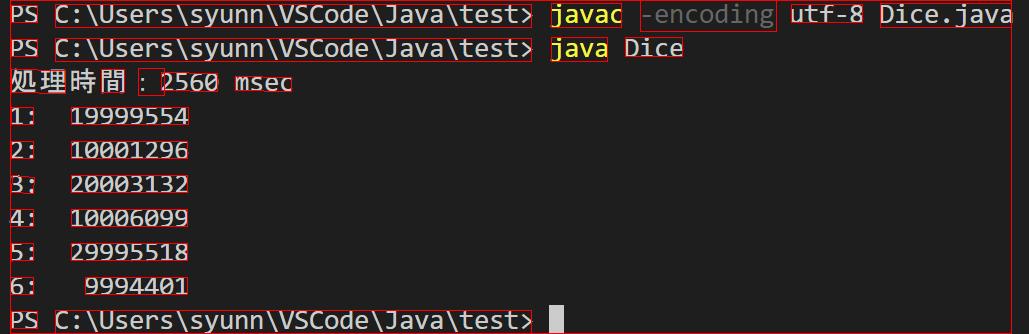 PS C:\Users\syunn\VSCode\Java\test> javac -encoding utf-8 Dice.java
PS C:\Users\syunn\VSCode\Java\test> java Dice
処理時間：2560 msec
1:  19999554
2:  10001296
3:  20003132
4:  10006099
5:  29995518
6:   9994401
PS C:\Users\syunn\VSCode\Java\test>